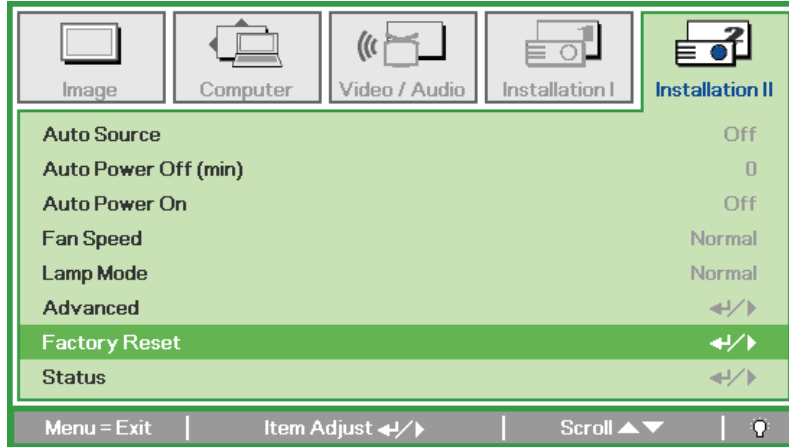 Image Computer Video / Audio Installation I Installation II
Auto Source Off
Auto Power Off (min) 0
Auto Power On Off
Fan Speed Normal
Lamp Mode Normal
Advanced
Factory Reset
Status
Menu = Exit Item Adjust Scroll